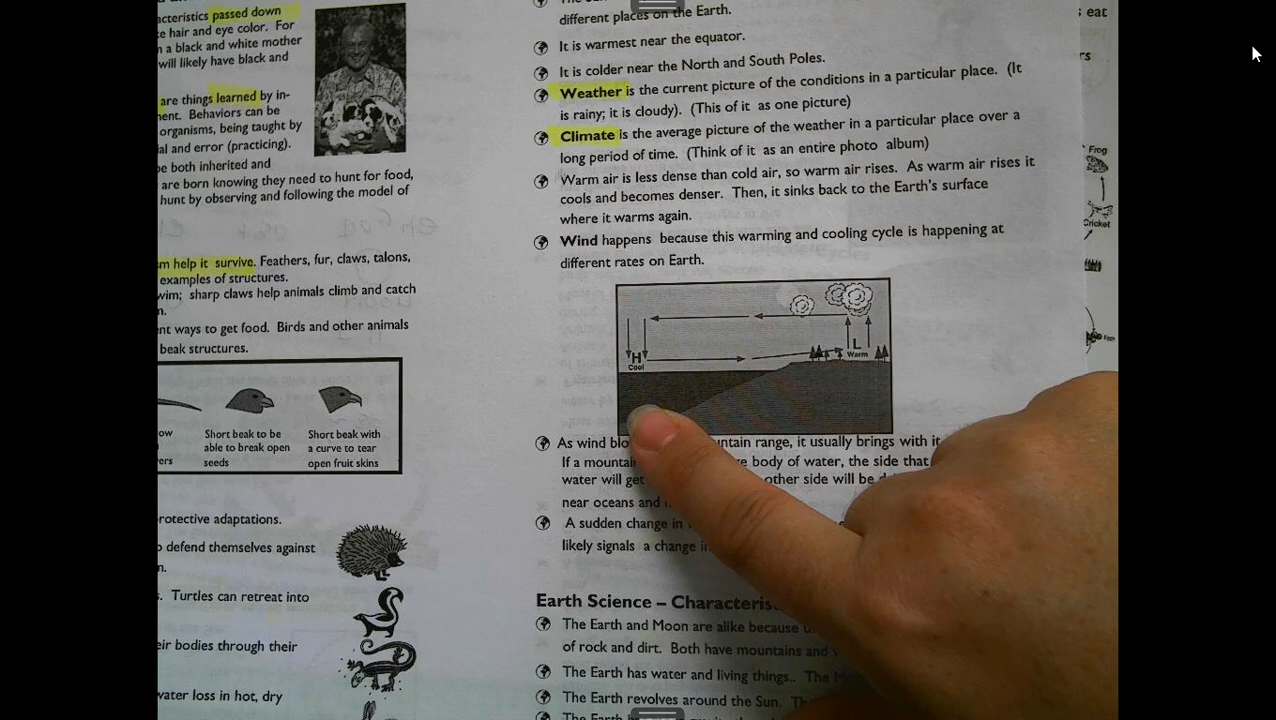 acteristics passed down
e hair and eye color. For
n a black and white mother
will likely have black and
are things learned by in-
ment. Behaviors can be
organisms, being taught by
al and error (practicing).
be both inherited and
are born knowing they need to hunt for food,
hunt by observing and following the model of
m help it survive. Feathers, fur, claws, talons,
examples of structures.
wim; sharp claws help animals climb and catch
n.
nt ways to get food. Birds and other animals
beak structures.
ow
ers
Short beak to be
able to break open
seeds
Short beak with
a curve to tear
open fruit skins
rotective adaptations.
o defend themselves against
n.
s. Turtles can retreat into
eir bodies through their
water loss in hot, dry
different places on the Earth.
It is warmest near the equator.
It is colder near the North and South Poles.
Weather is the current picture of the conditions in a particular place. (It
is rainy; it is cloudy). (This of it as one picture)
Climate is the average picture of the weather in a particular place over a
long period of time. (Think of it as an entire photo album)
Warm air is less dense than cold air, so warm air rises. As warm air rises it
cools and becomes denser. Then, it sinks back to the Earth's surface
where it warms again.
Wind happens because this warming and cooling cycle is happening at
different rates on Earth.
H
Cool
L
Warm
As wind blo untain range, it usually brings with it
If a mountai e body of water, the side that
water will get other side will be
near oceans and
A sudden change in
likely signals a change i
Earth Science – Characteris
The Earth and Moon are alike because
of rock and dirt. Both have mountains and
The Earth has water and living things.. The
The Earth revolves around the Sun.
The Earth
s eat
rs
Frog
Cricket